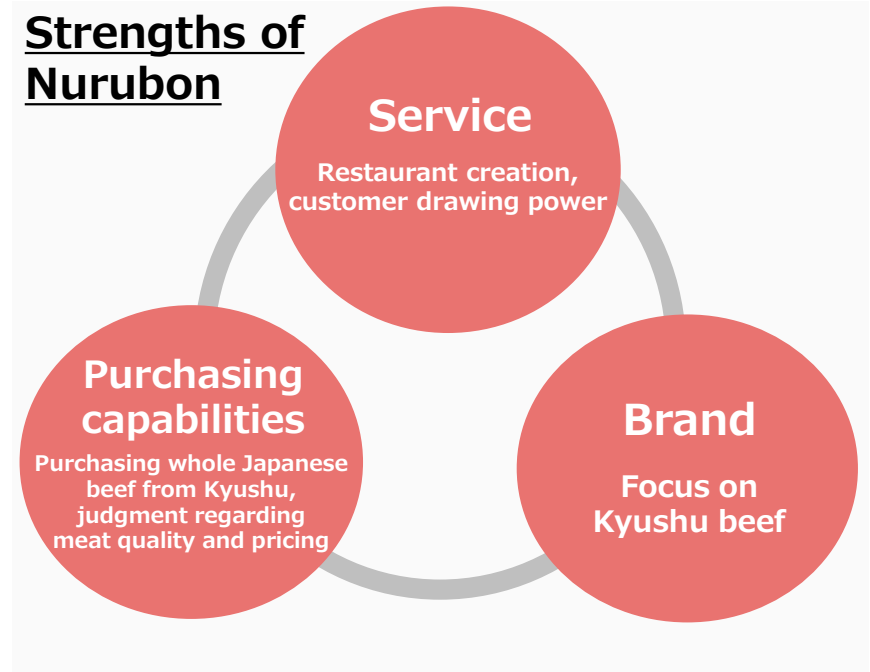 Strengths of
Nurubon
Service
Restaurant creation,
customer drawing power
Purchasing
capabilities
Purchasing whole Japanese
beef from Kyushu,
judgment regarding
meat quality and pricing
Brand
Focus on
Kyushu beef